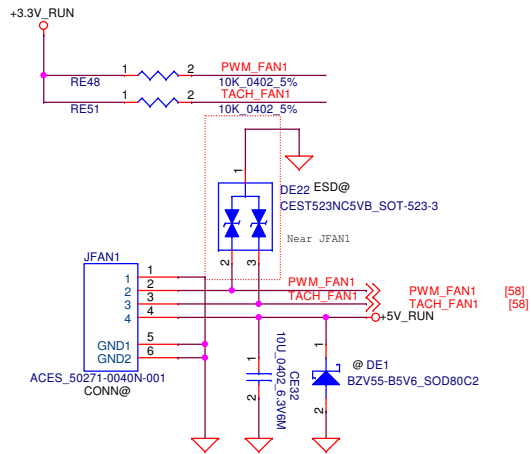 +3.3V_RUN
1 2 PWM_FAN1
RE48 10K_0402_5%
1 2 TACH_FAN1
RE51 10K_0402_5%
1
DE22 ESD@
CEST523NC5VB_SOT-523-3
Near JFAN1
2 3
JFAN1
1 1
2 2 PWM_FAN1 PWM_FAN1 [58]
3 3 TACH_FAN1 TACH_FAN1 [58]
4 4 +5V_RUN
GND1 5
GND2 6
ACES_50271-0040N-001
CONN@
1 2
10U_0402_6.3V6M
CE32
1 2
@ DE1
BZV55-B5V6_SOD80C2